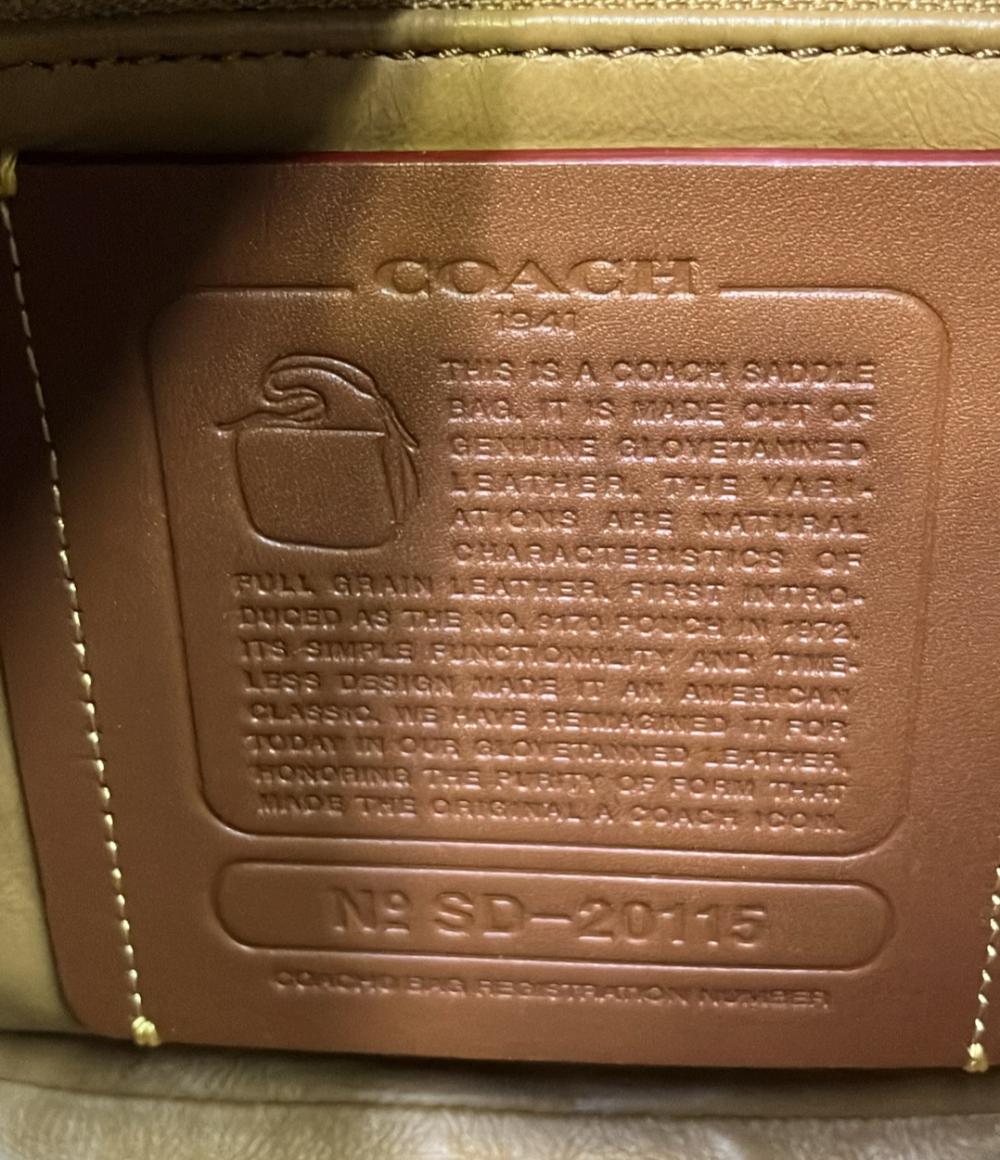 COACH
1941
THIS IS A COACH SADDLE
BAG. IT IS MADE OUT OF
GENUINE GLOVETANNED
LEATHER. THE VARI-
ATIONS ARE NATURAL
CHARACTERISTICS OF
FULL GRAIN LEATHER. FIRST INTRO-
DUCED AS THE NO. 9170 POUCH IN 1972,
ITS SIMPLE FUNCTIONALITY AND TIME-
LESS DESIGN MADE IT AN AMERICAN
CLASSIC. WE HAVE REIMAGINED IT FOR
TODAY IN OUR GLOVETANNED LEATHER,
HONORING THE PURITY OF FORM THAT
MADE THE ORIGINAL A COACH ICON.
Nº SD-20115
COACH© BAG REGISTRATION NUMBER